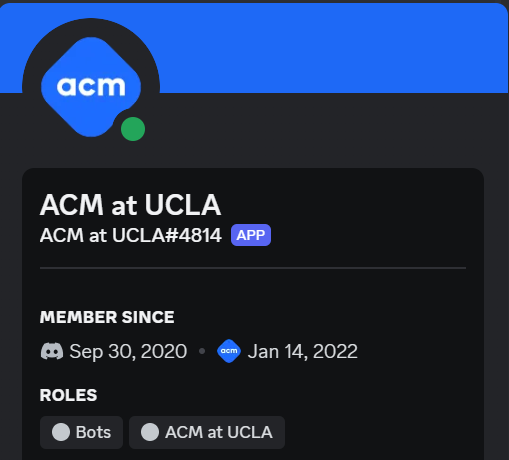 acm
ACM at UCLA
ACM at UCLA#4814 APP
MEMBER SINCE
Sep 30, 2020 • acm Jan 14, 2022
ROLES
Bots ACM at UCLA